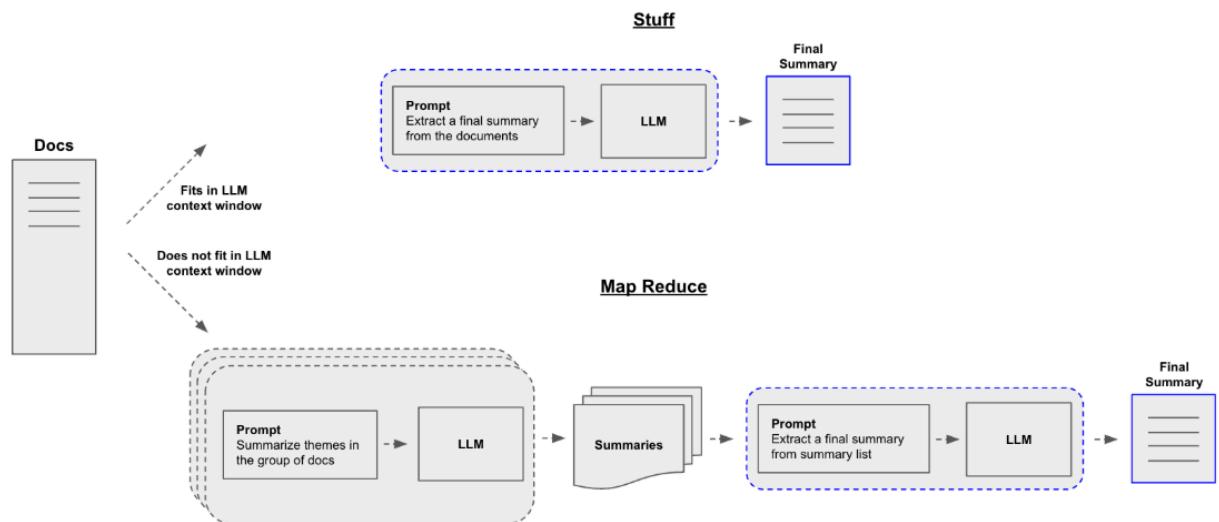 Stuff
Final
Summary
Prompt
Extract a final summary
from the documents
LLM
Docs
Fits in LLM
context window
Does not fit in LLM
context window
Map Reduce
Prompt
Summarize themes in
the group of docs
LLM
Summaries
Prompt
Extract a final summary
from summary list
LLM
Final
Summary